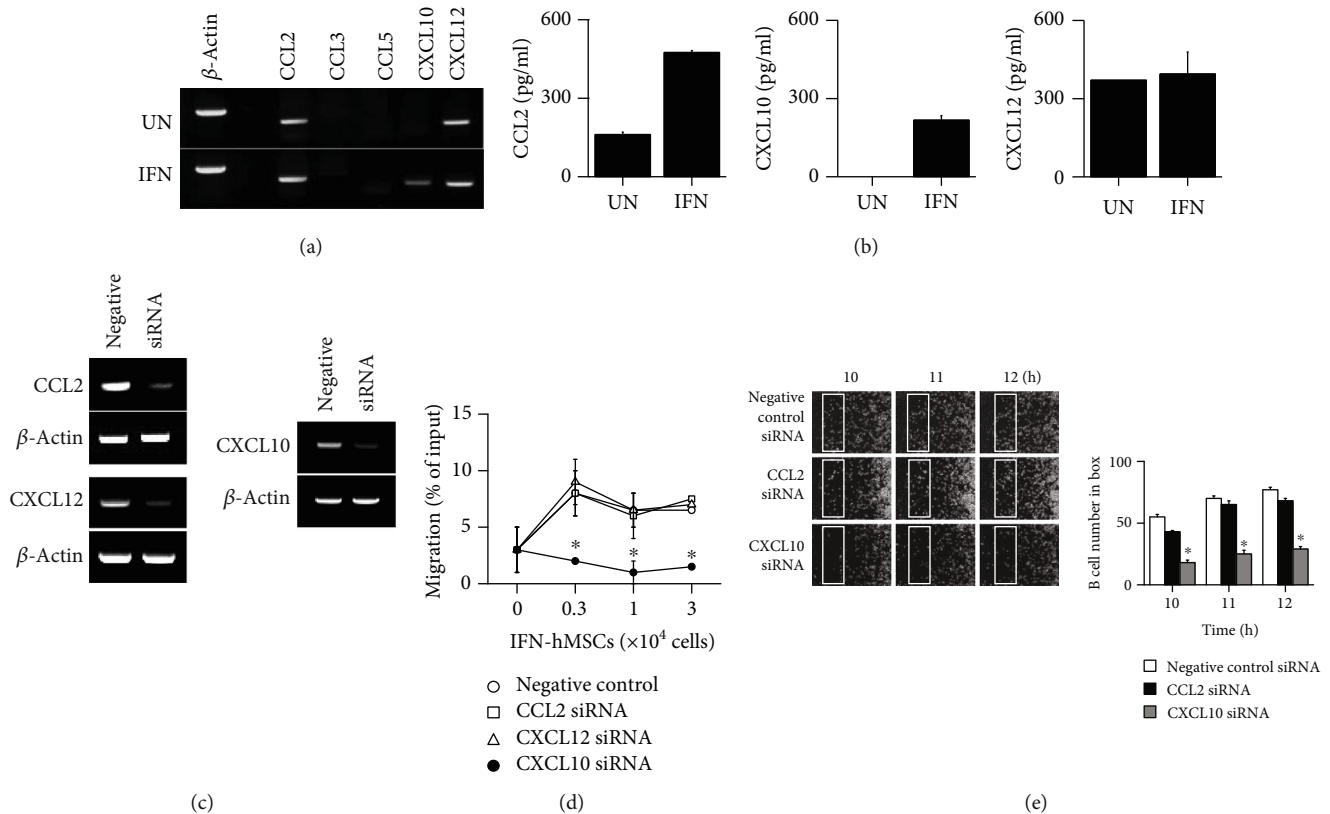 β-Actin
CCL2
CCL3
CCL5
CXCL10
CXCL12
UN
IFN
(a)
CCL2 (pg/ml)
600
300
0
UN IFN
CXCL10 (pg/ml)
600
300
0
UN IFN
CXCL12 (pg/ml)
600
300
0
UN IFN
(b)
Negative
siRNA
CCL2
β-Actin
CXCL12
β-Actin
Negative
siRNA
CXCL10
β-Actin
(c)
Migration (% of input)
15
10
5
0
* * *
0 0.3 1 3
IFN-hMSCs (×10⁴ cells)
Negative control
CCL2 siRNA
CXCL12 siRNA
CXCL10 siRNA
(d)
10 11 12 (h)
Negative
control
siRNA
CCL2
siRNA
CXCL10
siRNA
B cell number in box
100
50
0
* * *
10 11 12
Time (h)
Negative control siRNA
CCL2 siRNA
CXCL10 siRNA
(e)